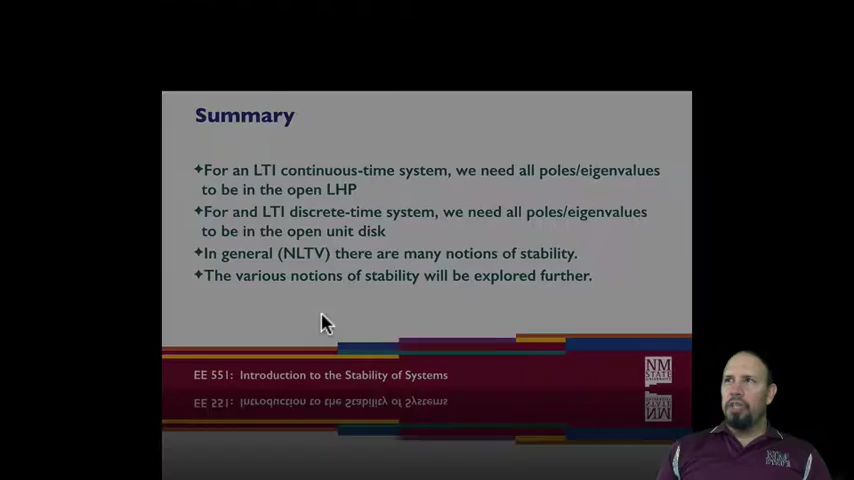 Summary
✦For an LTI continuous-time system, we need all poles/eigenvalues
to be in the open LHP
✦For and LTI discrete-time system, we need all poles/eigenvalues
to be in the open unit disk
✦In general (NLTV) there are many notions of stability.
✦The various notions of stability will be explored further.
EE 551: Introduction to the Stability of Systems
NM
STATE